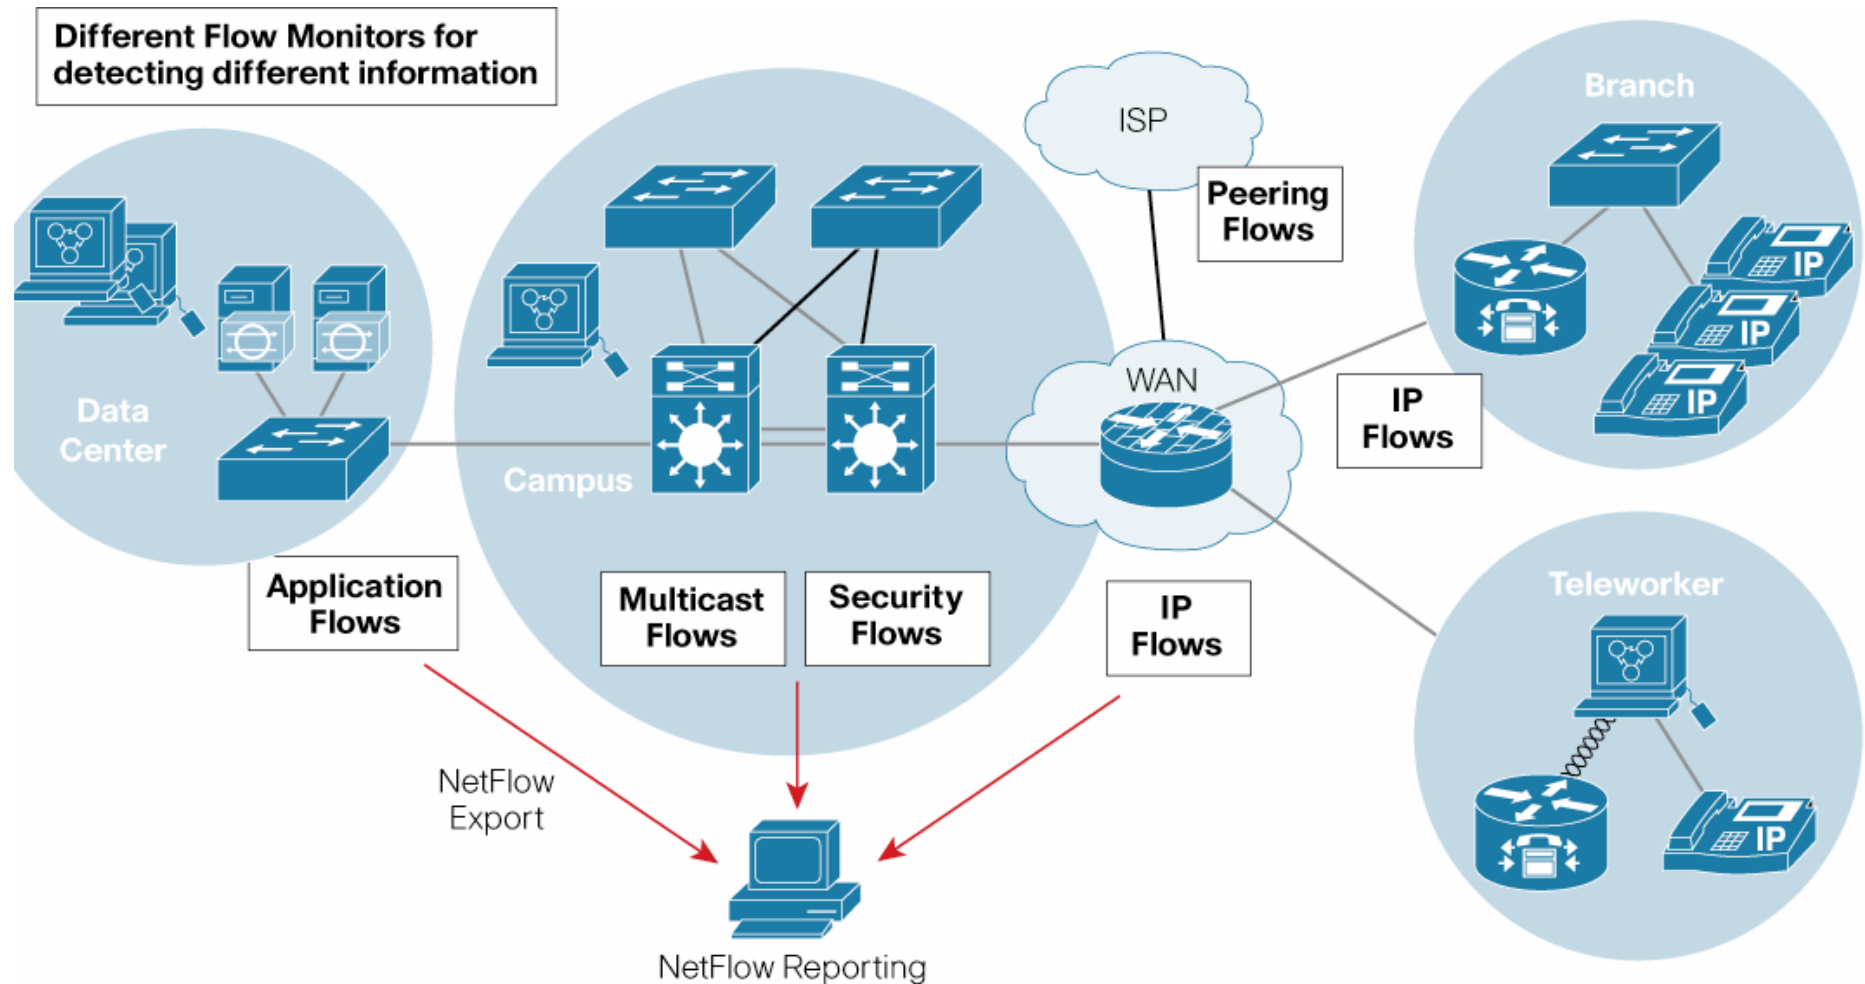 Different Flow Monitors for
detecting different information
Branch
ISP
Peering
Flows
IP
IP
IP
WAN
IP
Flows
Data
Center
Campus
Application
Flows
Multicast
Flows
Security
Flows
IP
Flows
Teleworker
NetFlow
Export
IP
NetFlow Reporting